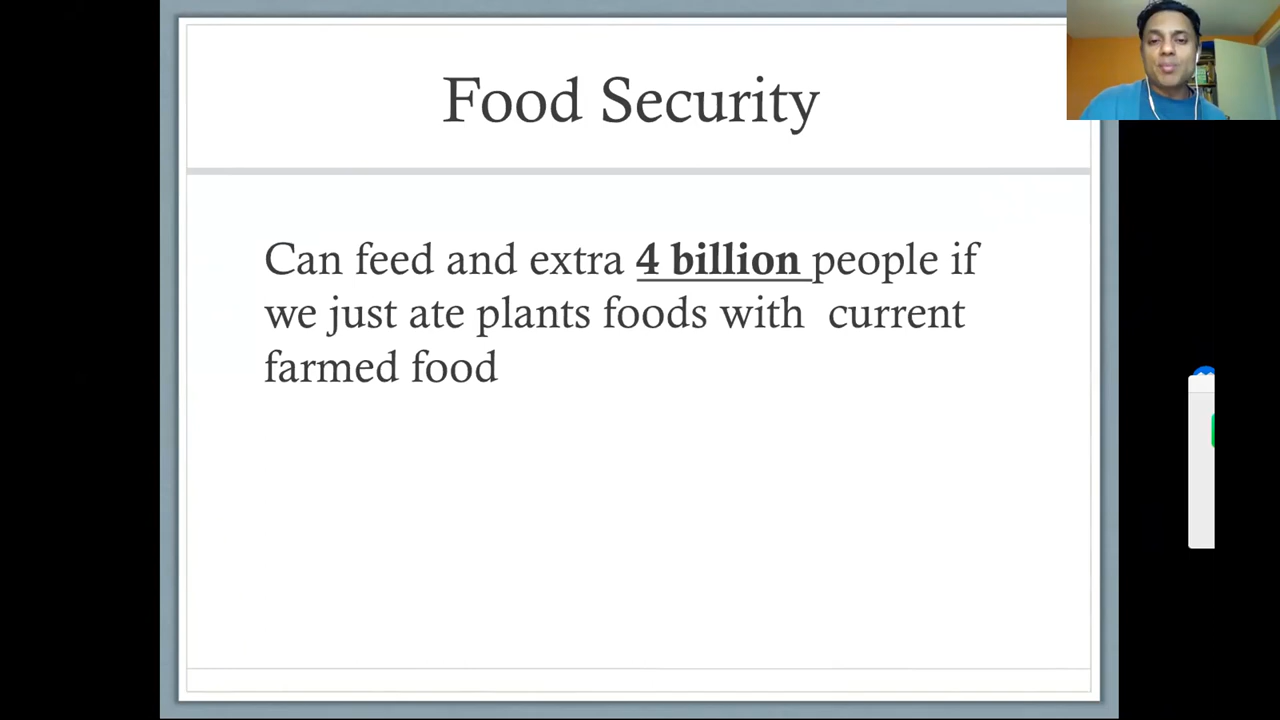 Food Security
Can feed and extra 4 billion people if
we just ate plants foods with  current
farmed food